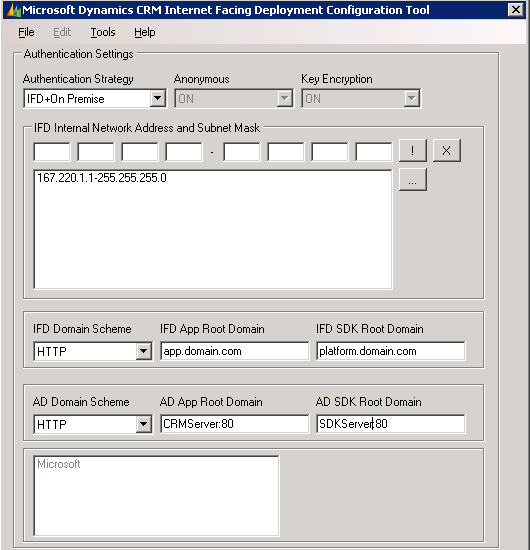 Microsoft Dynamics CRM Internet Facing Deployment Configuration Tool
File Edit Tools Help
Authentication Settings
Authentication Strategy Anonymous Key Encryption
IFD+On Premise ON ON
IFD Internal Network Address and Subnet Mask
- ! X
167.220.1.1-255.255.255.0 ...
IFD Domain Scheme IFD App Root Domain IFD SDK Root Domain
HTTP app.domain.com platform.domain.com
AD Domain Scheme AD App Root Domain AD SDK Root Domain
HTTP CRMServer:80 SDKServer:80
Microsoft